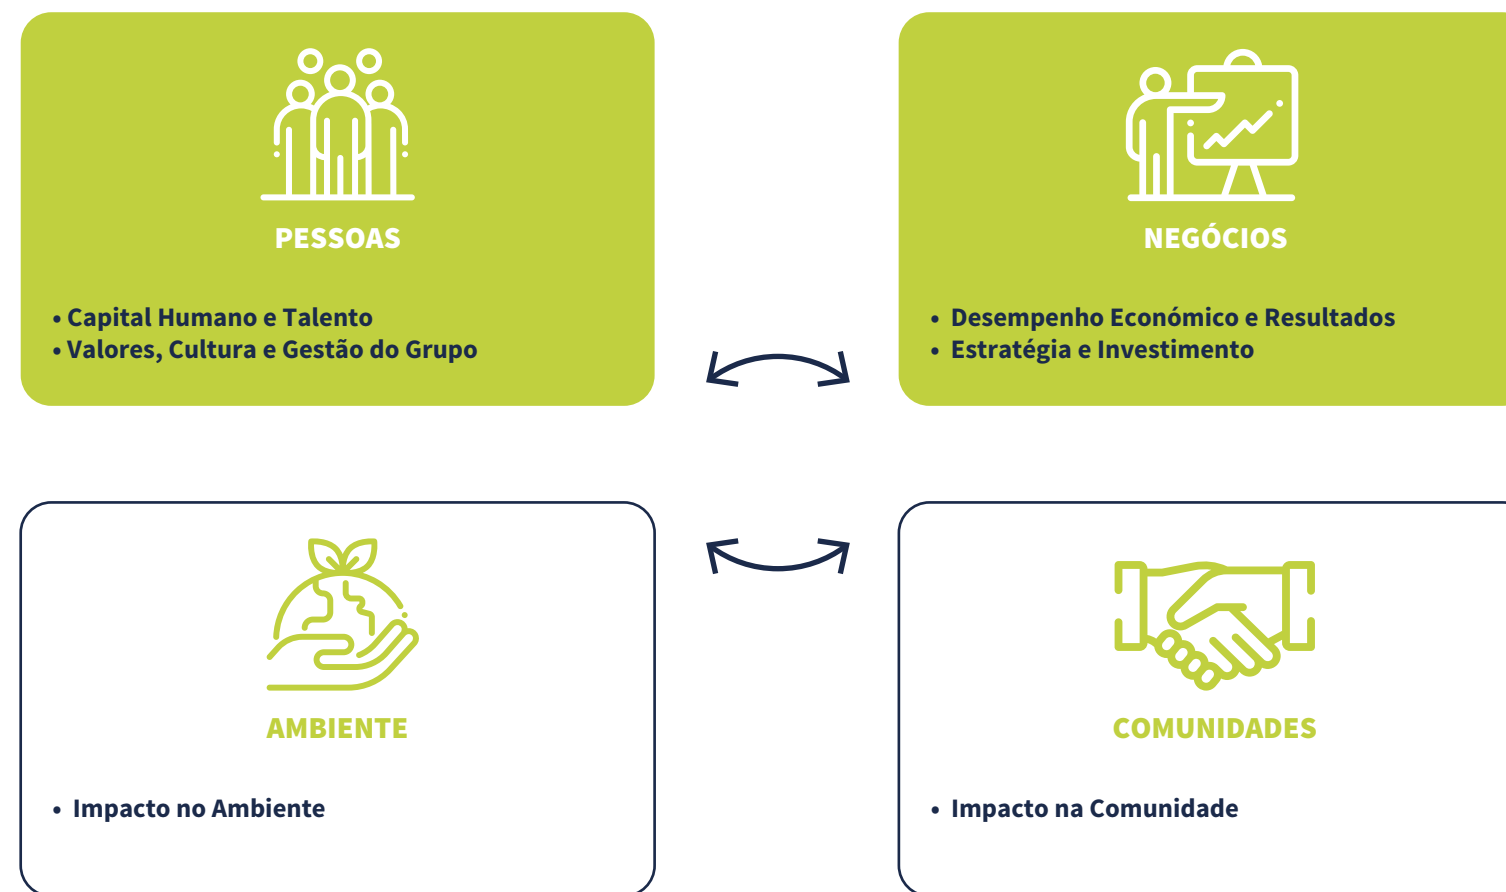 PESSOAS
• Capital Humano e Talento
• Valores, Cultura e Gestão do Grupo
NEGÓCIOS
• Desempenho Económico e Resultados
• Estratégia e Investimento
AMBIENTE
• Impacto no Ambiente
COMUNIDADES
• Impacto na Comunidade